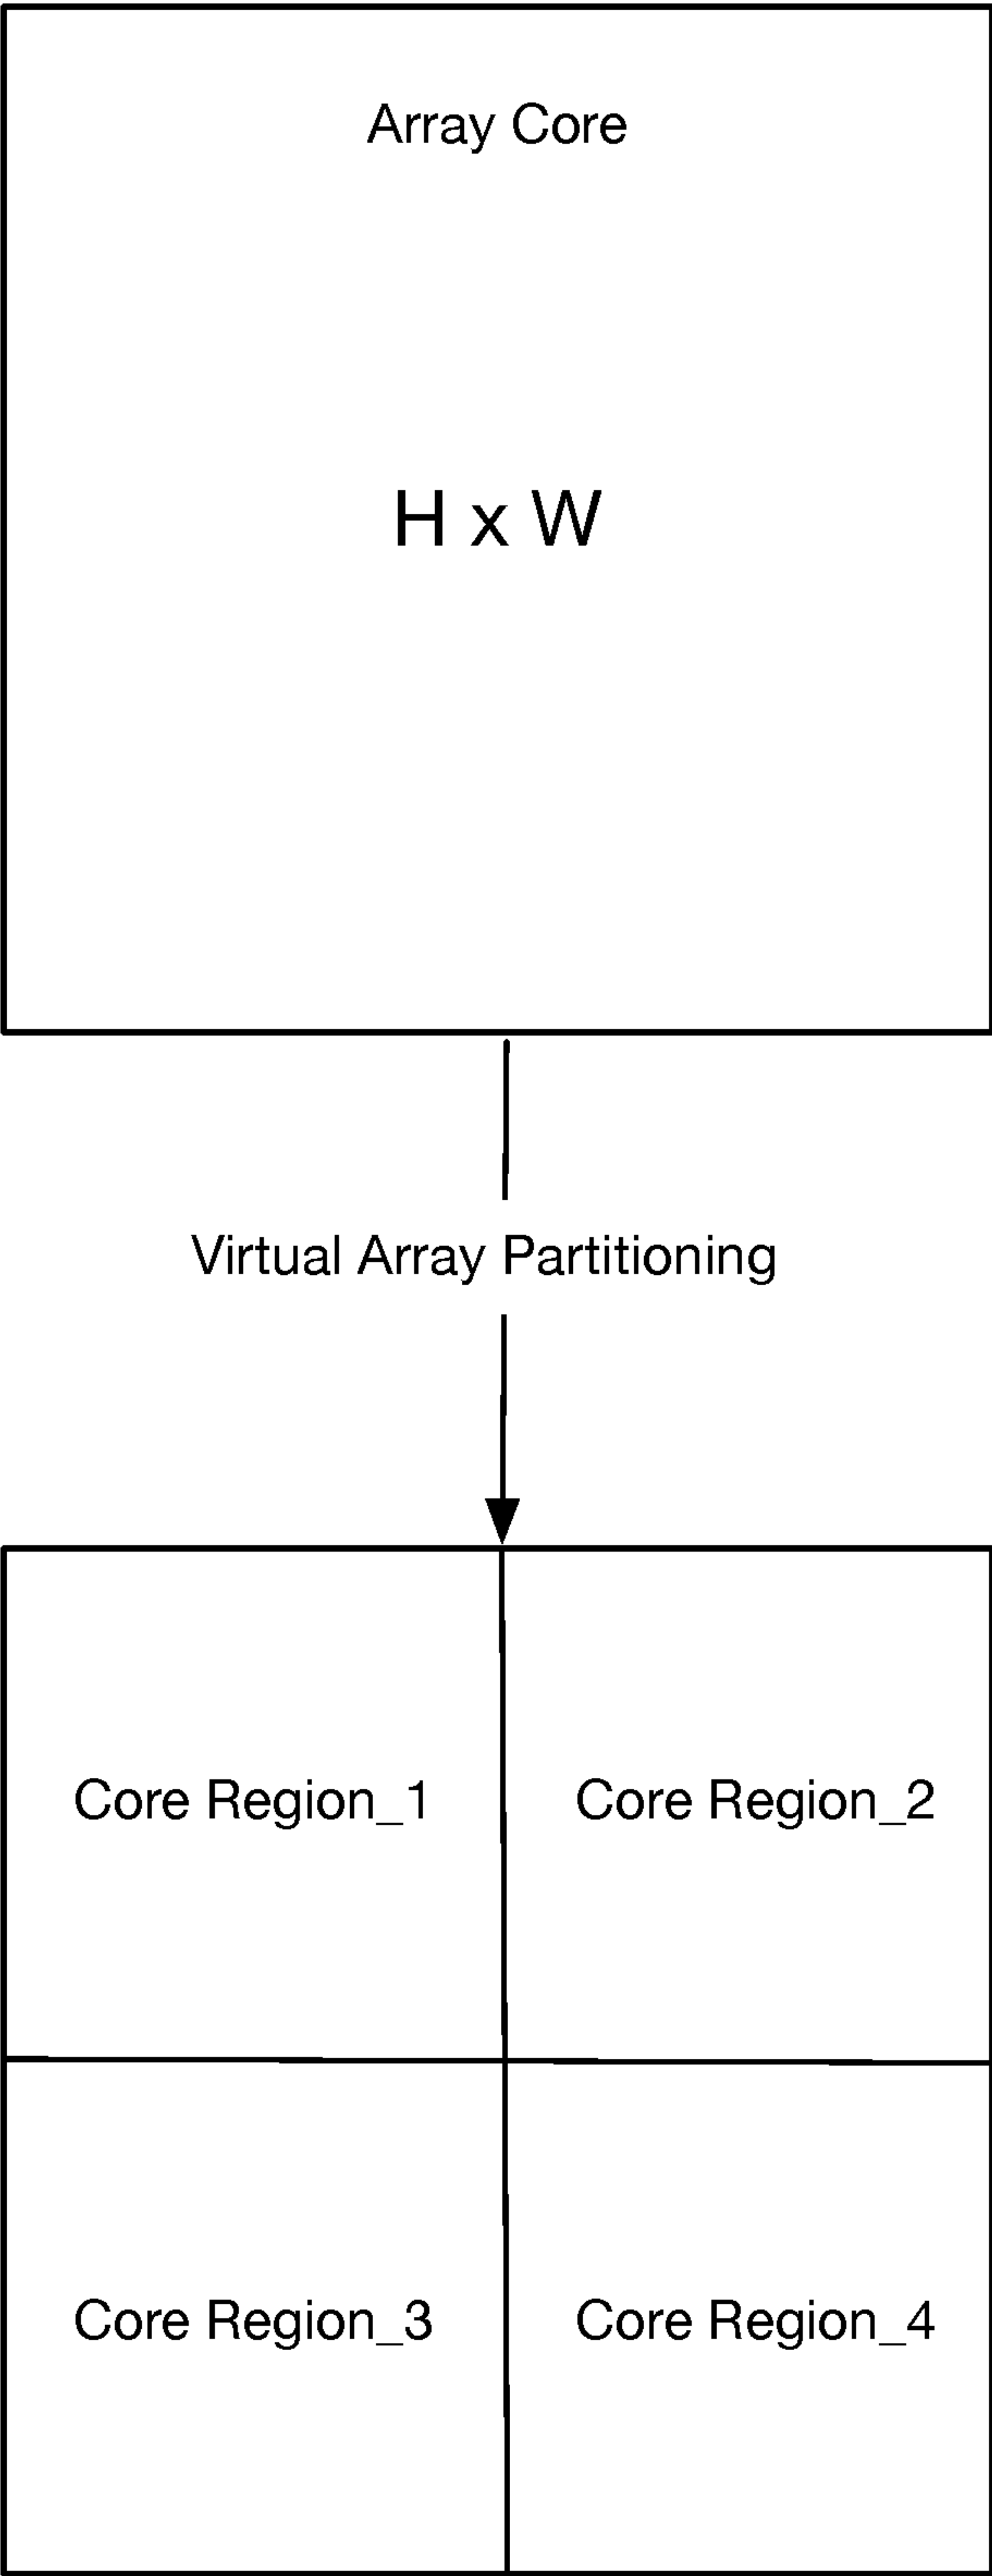 Array Core
H x W
Virtual Array Partitioning
Core Region_1
Core Region_2
Core Region_3
Core Region_4